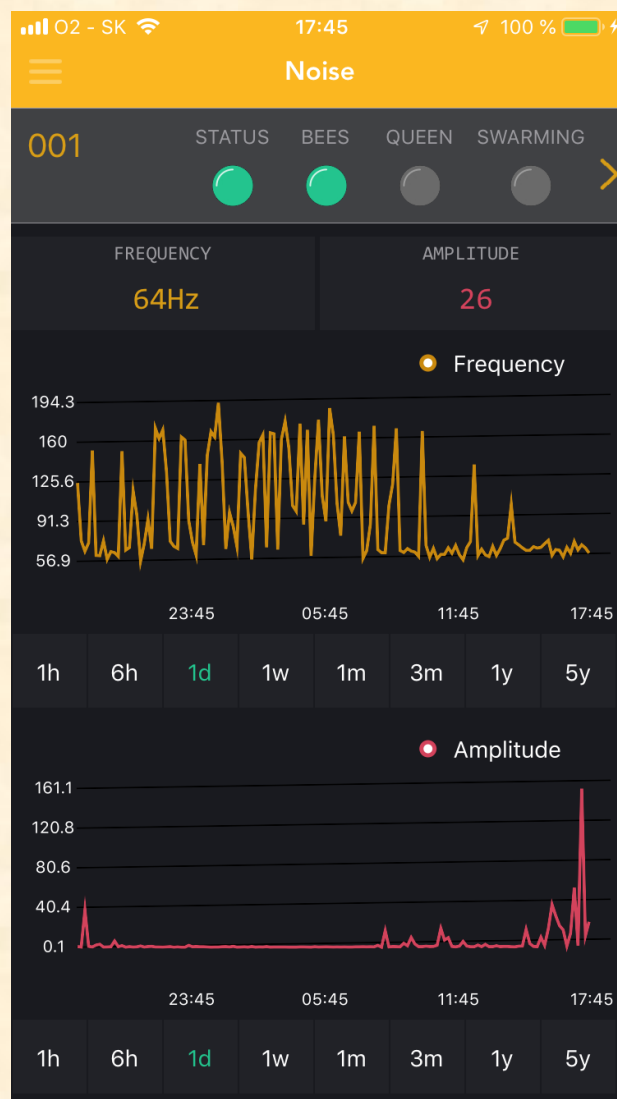 O2 - SK 17:45 100 %
Noise
001 STATUS BEES QUEEN SWARMING
FREQUENCY AMPLITUDE
64Hz 26
Frequency
194.3
160
125.6
91.3
56.9
23:45 05:45 11:45 17:45
1h 6h 1d 1w 1m 3m 1y 5y
Amplitude
161.1
120.8
80.6
40.4
0.1
23:45 05:45 11:45 17:45
1h 6h 1d 1w 1m 3m 1y 5y